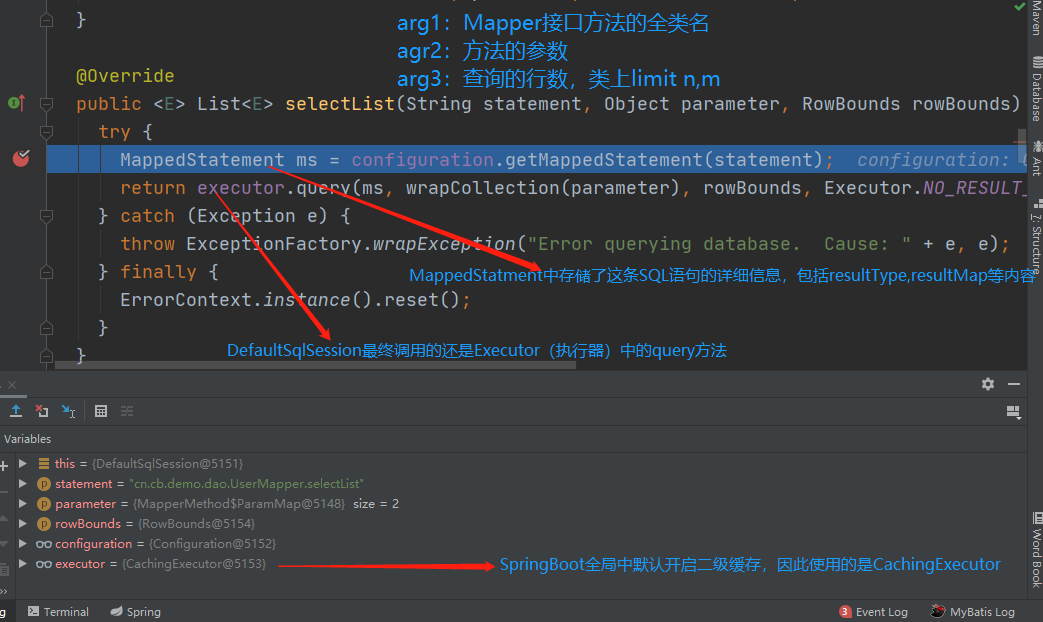 }
arg1：Mapper接口方法的全类名
agr2：方法的参数
arg3：查询的行数，类上limit n,m
@Override
public <E> List<E> selectList(String statement, Object parameter, RowBounds rowBounds)
try {
MappedStatement ms = configuration.getMappedStatement(statement);  configuration:
return executor.query(ms, wrapCollection(parameter), rowBounds, Executor.NO_RESULT_
} catch (Exception e) {
throw ExceptionFactory.wrapException("Error querying database.  Cause: " + e, e);
} finally {
MappedStatment中存储了这条SQL语句的详细信息，包括resultType,resultMap等内容
ErrorContext.instance().reset();
}
DefaultSqlSession最终调用的还是Executor（执行器）中的query方法
}
Variables
this = {DefaultSqlSession@5151}
statement = "cn.cb.demo.dao.UserMapper.selectList"
parameter = {MapperMethod$ParamMap@5148}  size = 2
rowBounds = {RowBounds@5154}
configuration = {Configuration@5152}
executor = {CachingExecutor@5153}
SpringBoot全局中默认开启二级缓存，因此使用的是CachingExecutor
g
Terminal
Spring
3 Event Log
MyBatis Log
Maven
Database
Ant
7: Structure
Word Book